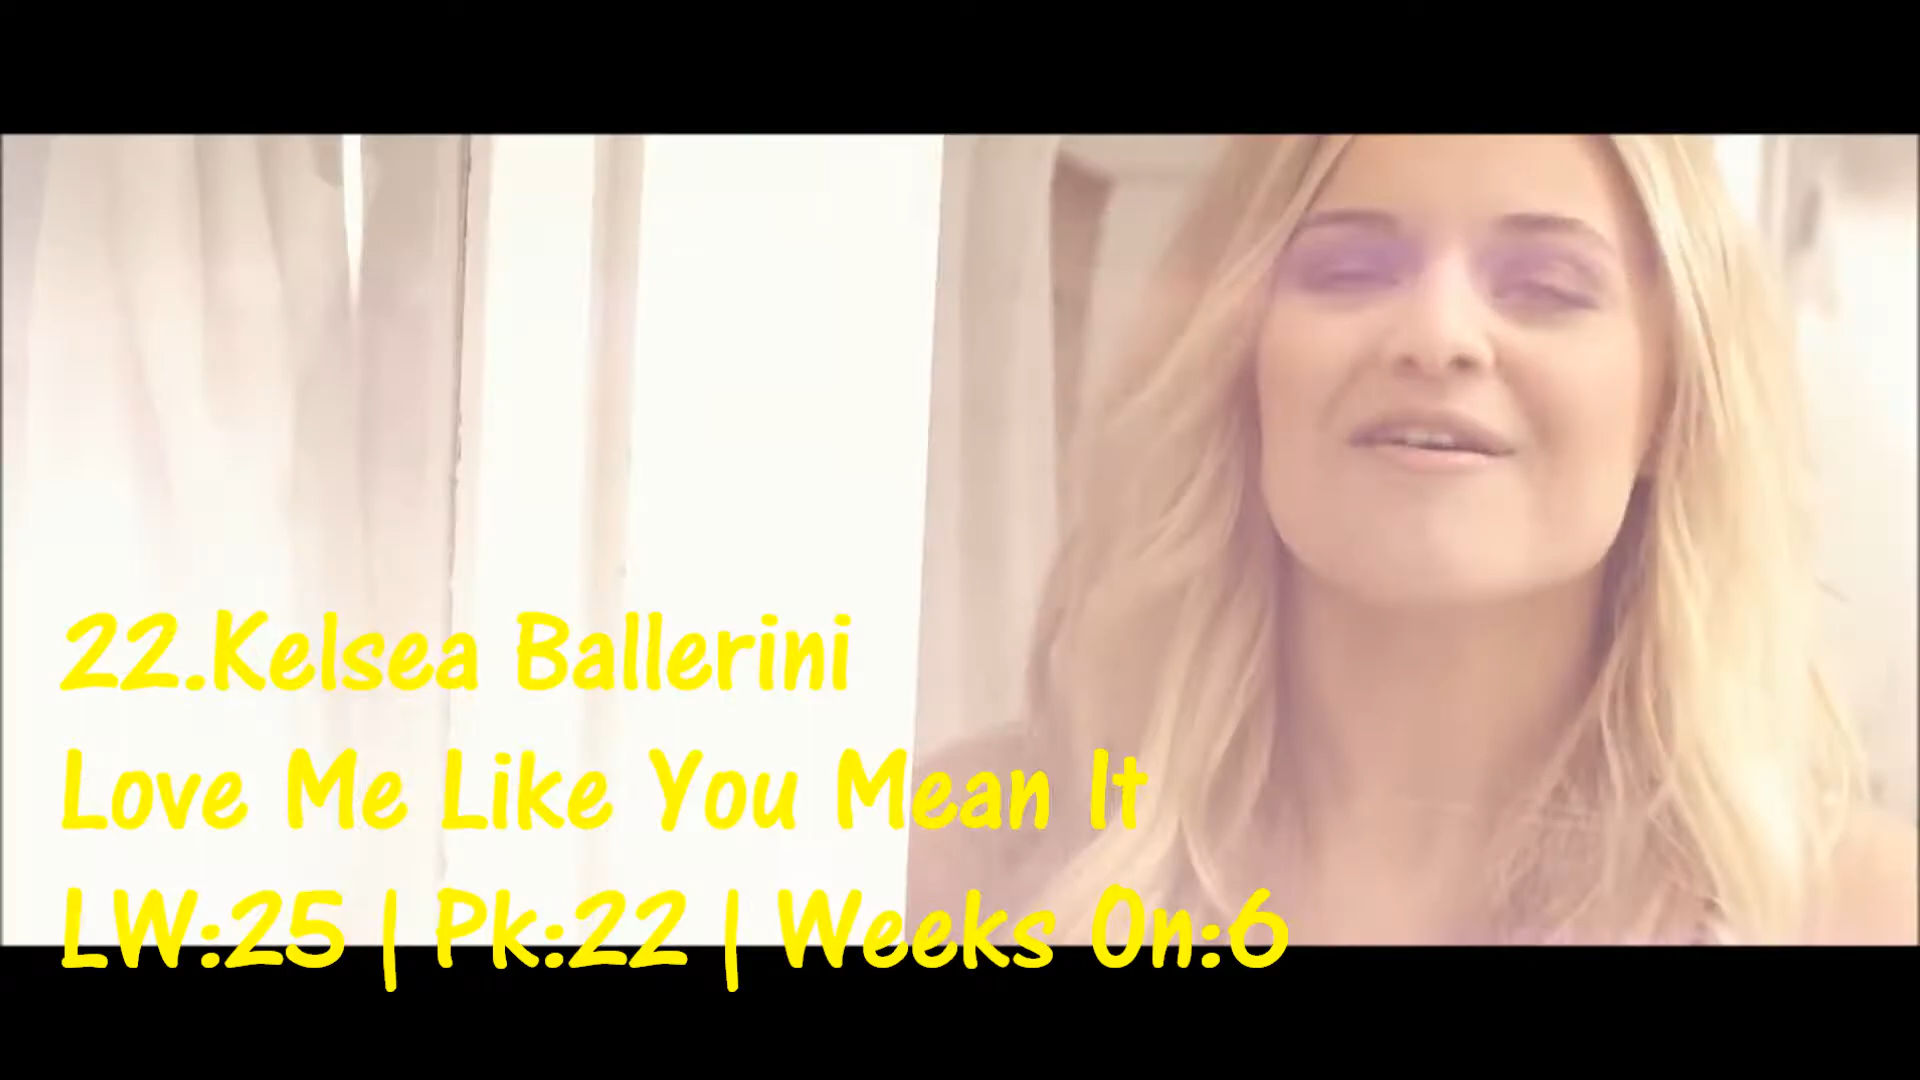 22.Kelsea Ballerini
Love Me Like You Mean It
LW:25 | Pk:22 | Weeks On:6